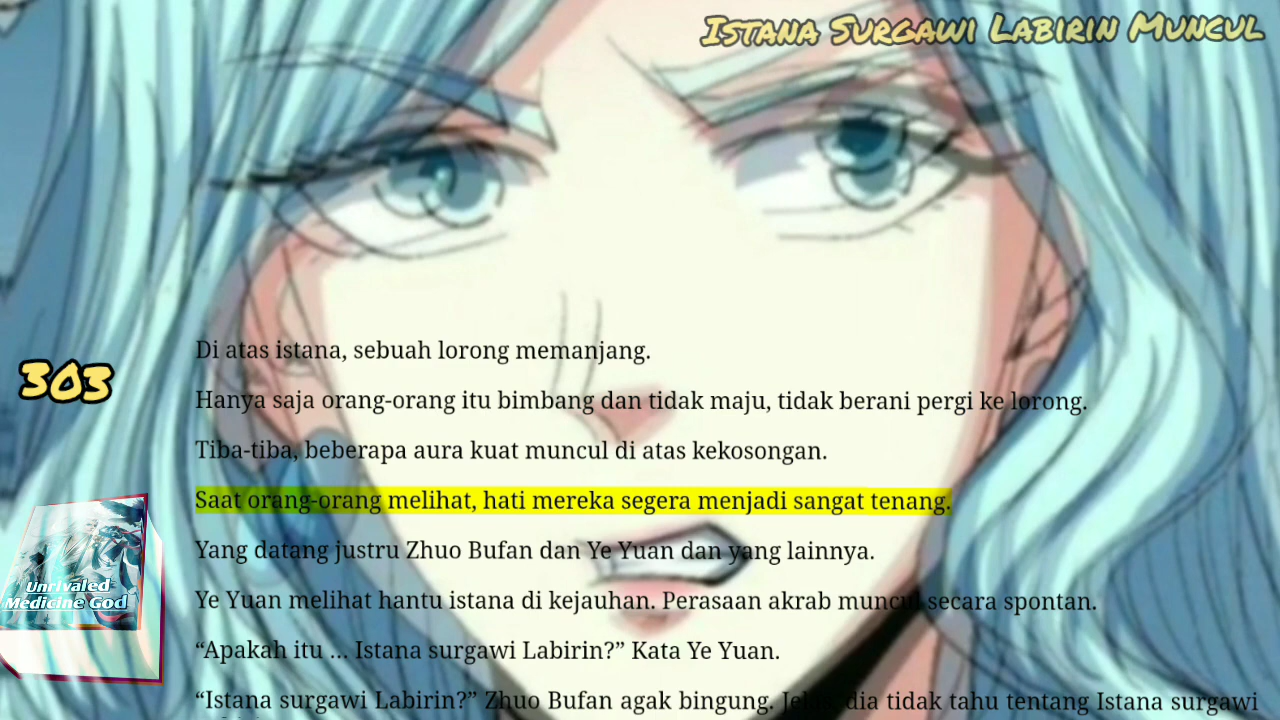 Istana Surgawi Labirin Muncul
Di atas istana, sebuah lorong memanjang.
303
Hanya saja orang-orang itu bimbang dan tidak maju, tidak berani pergi ke lorong.
Tiba-tiba, beberapa aura kuat muncul di atas kekosongan.
Saat orang-orang melihat, hati mereka segera menjadi sangat tenang.
Yang datang justru Zhuo Bufan dan Ye Yuan dan yang lainnya.
Unrivaled
Medicine God
Ye Yuan melihat hantu istana di kejauhan. Perasaan akrab muncul secara spontan.
“Apakah itu … Istana surgawi Labirin?” Kata Ye Yuan.
“Istana surgawi Labirin?” Zhuo Bufan agak bingung. Jelas, dia tidak tahu tentang Istana surgawi